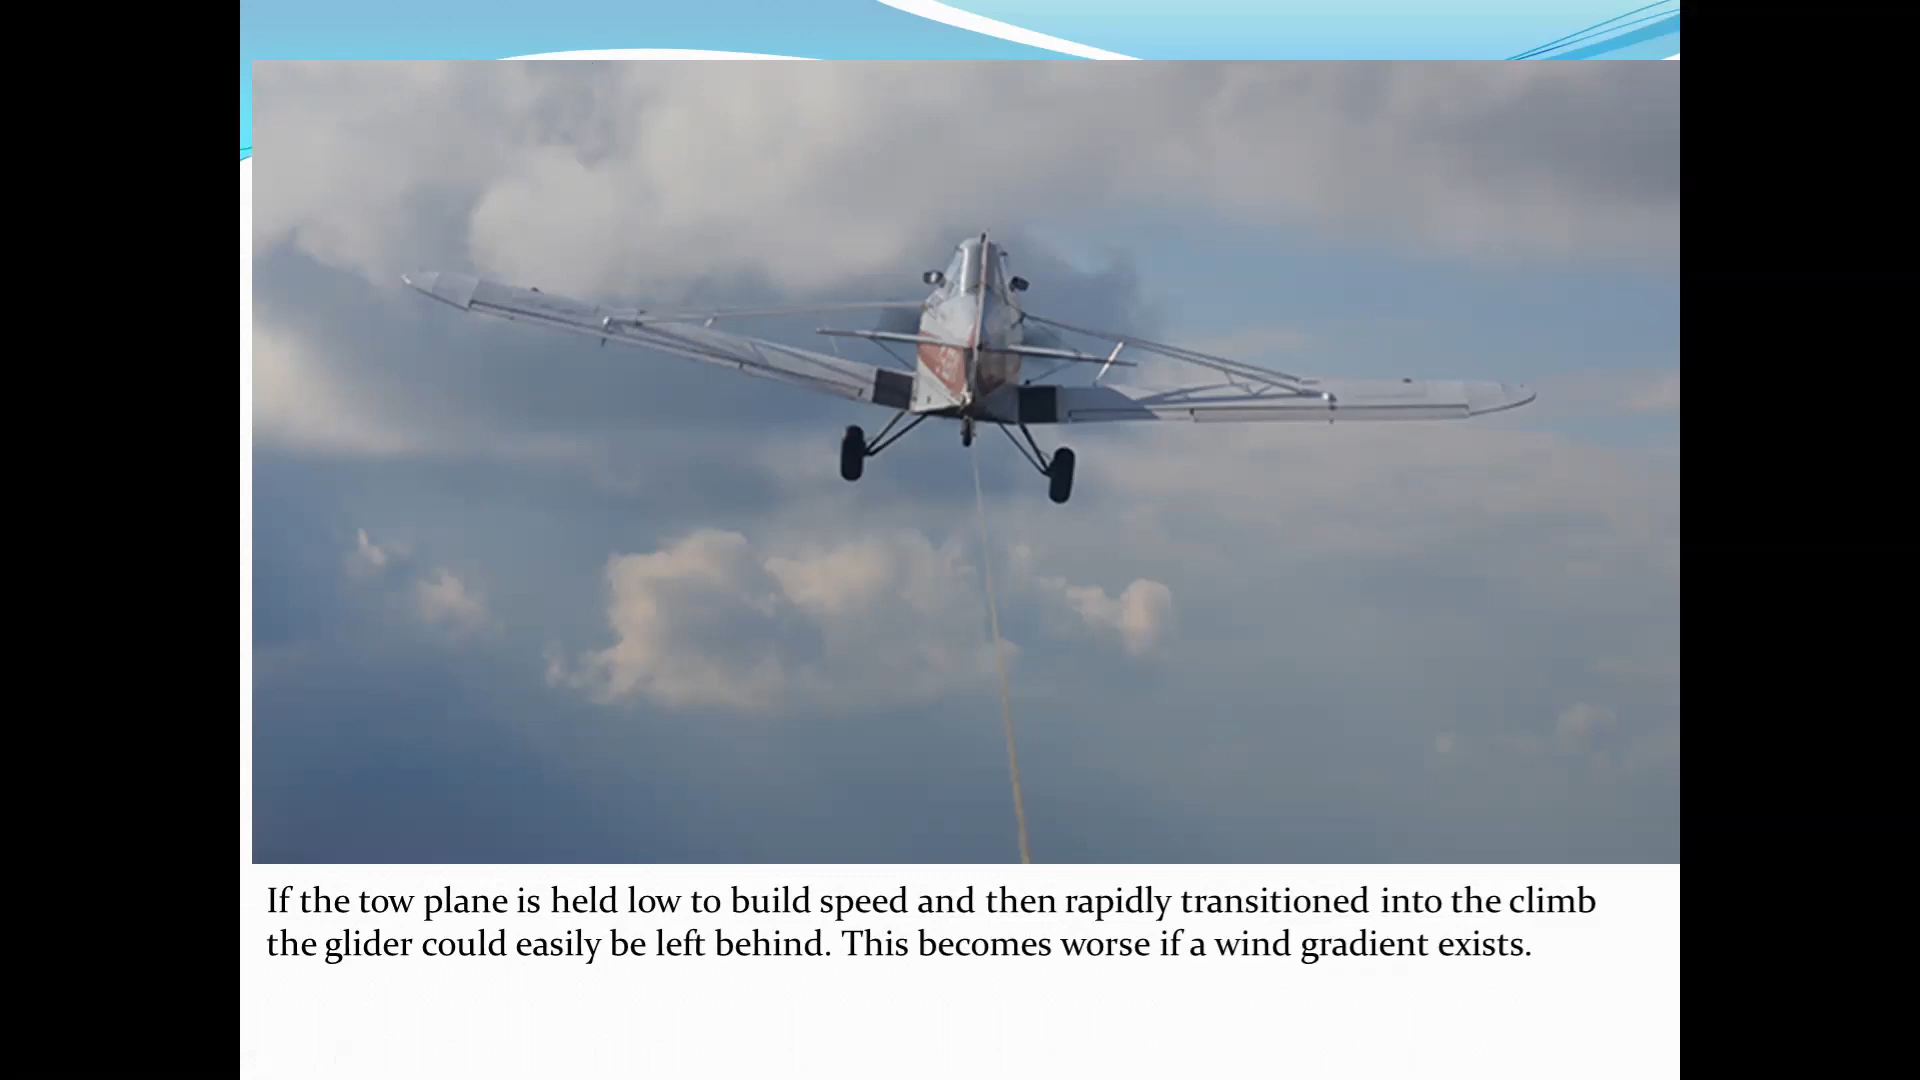 If the tow plane is held low to build speed and then rapidly transitioned into the climb
the glider could easily be left behind. This becomes worse if a wind gradient exists.